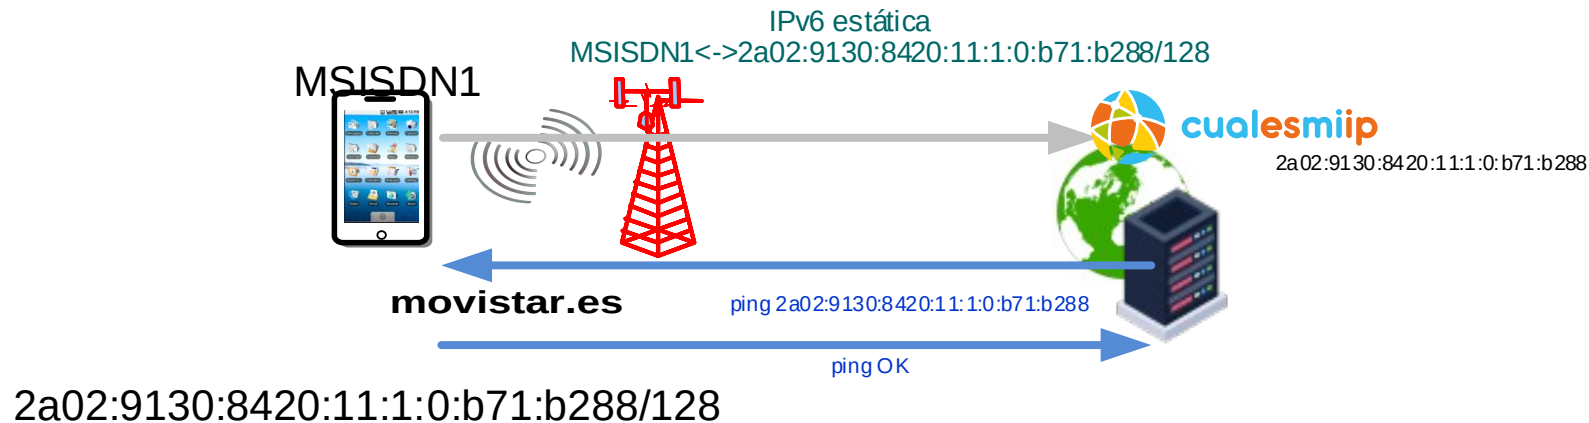 IPv6 estática
MSISDN1<->2a02:9130:8420:11:1:0:b71:b288/128
MSISDN1
cualesmiip
2a02:9130:8420:11:1:0:b71:b288
movistar.es
ping 2a02:9130:8420:11:1:0:b71:b288
ping OK
2a02:9130:8420:11:1:0:b71:b288/128